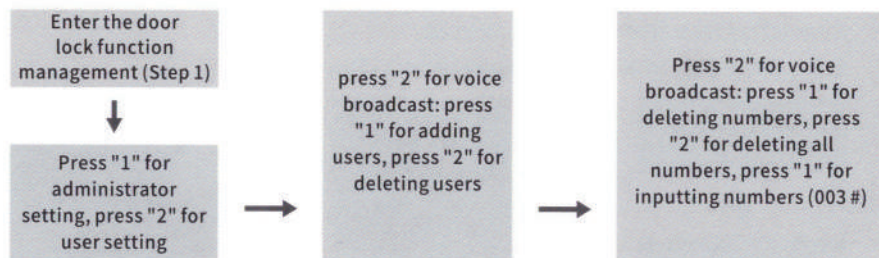 Enter the door
lock function
management (Step 1)
Press "1" for
administrator
setting, press "2" for
user setting
press "2" for voice
broadcast: press
"1" for adding
users, press "2" for
deleting users
Press "2" for voice
broadcast: press "1" for
deleting numbers, press
"2" for deleting all
numbers, press "1" for
inputting numbers (003 #)